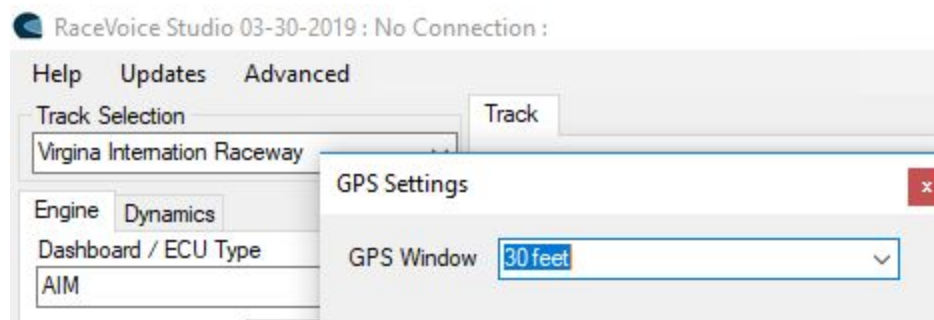 RaceVoice Studio 03-30-2019 : No Connection :
Help Updates Advanced
Track Selection
Track
Virgina Internation Raceway
GPS Settings
x
Engine Dynamics
Dashboard / ECU Type
GPS Window 30 feet
AIM